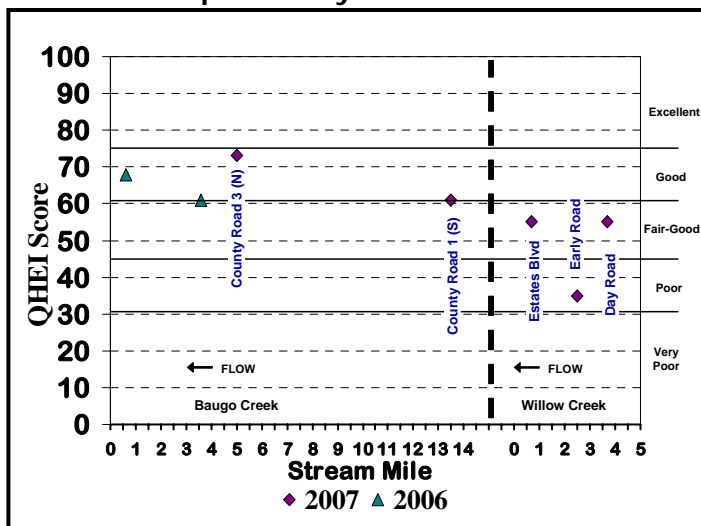 100
90
80
70
60
50
40
30
20
10
0
QHEI Score
Excellent
Good
Fair-Good
Poor
Very
Poor
County Road 3 (N)
County Road 1 (S)
Estates Blvd
Early Road
Day Road
FLOW
FLOW
Baugo Creek
Willow Creek
0 1 2 3 4 5 6 7 8 9 10 11 12 13 14 0 1 2 3 4 5
Stream Mile
2007 2006